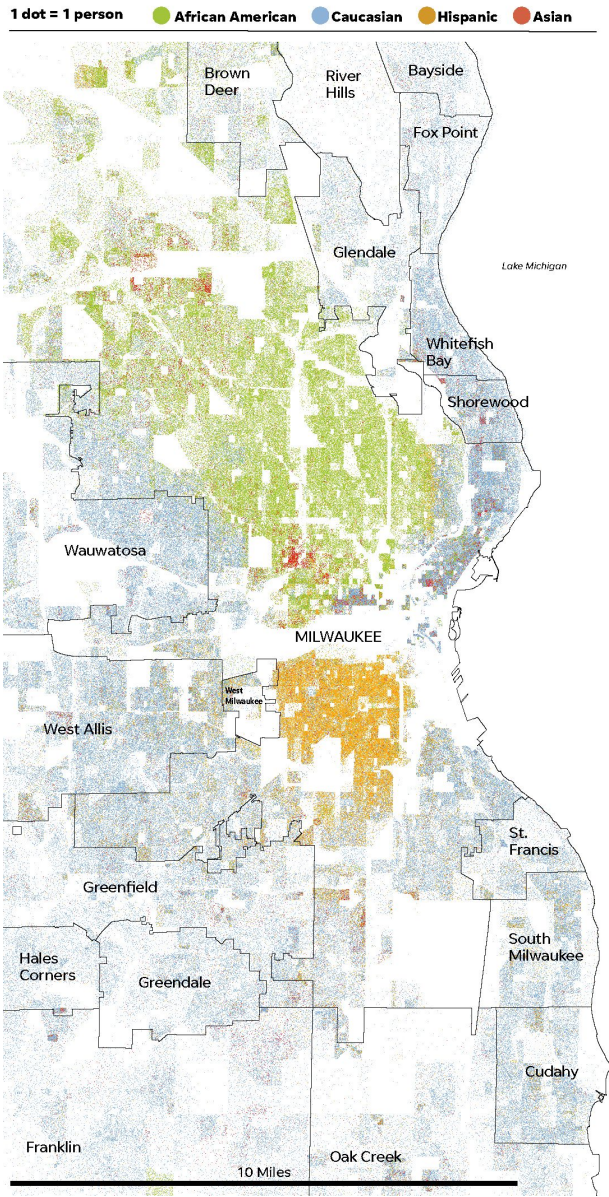 1 dot = 1 person
African American
Caucasian
Hispanic
Asian
Brown
Deer
River
Hills
Bayside
Fox Point
Glendale
Lake Michigan
Whitefish
Bay
Shorewood
Wauwatosa
MILWAUKEE
West
Milwaukee
West Allis
St.
Francis
Greenfield
Hales
Corners
Greendale
South
Milwaukee
Cudahy
Franklin
Oak Creek
10 Miles